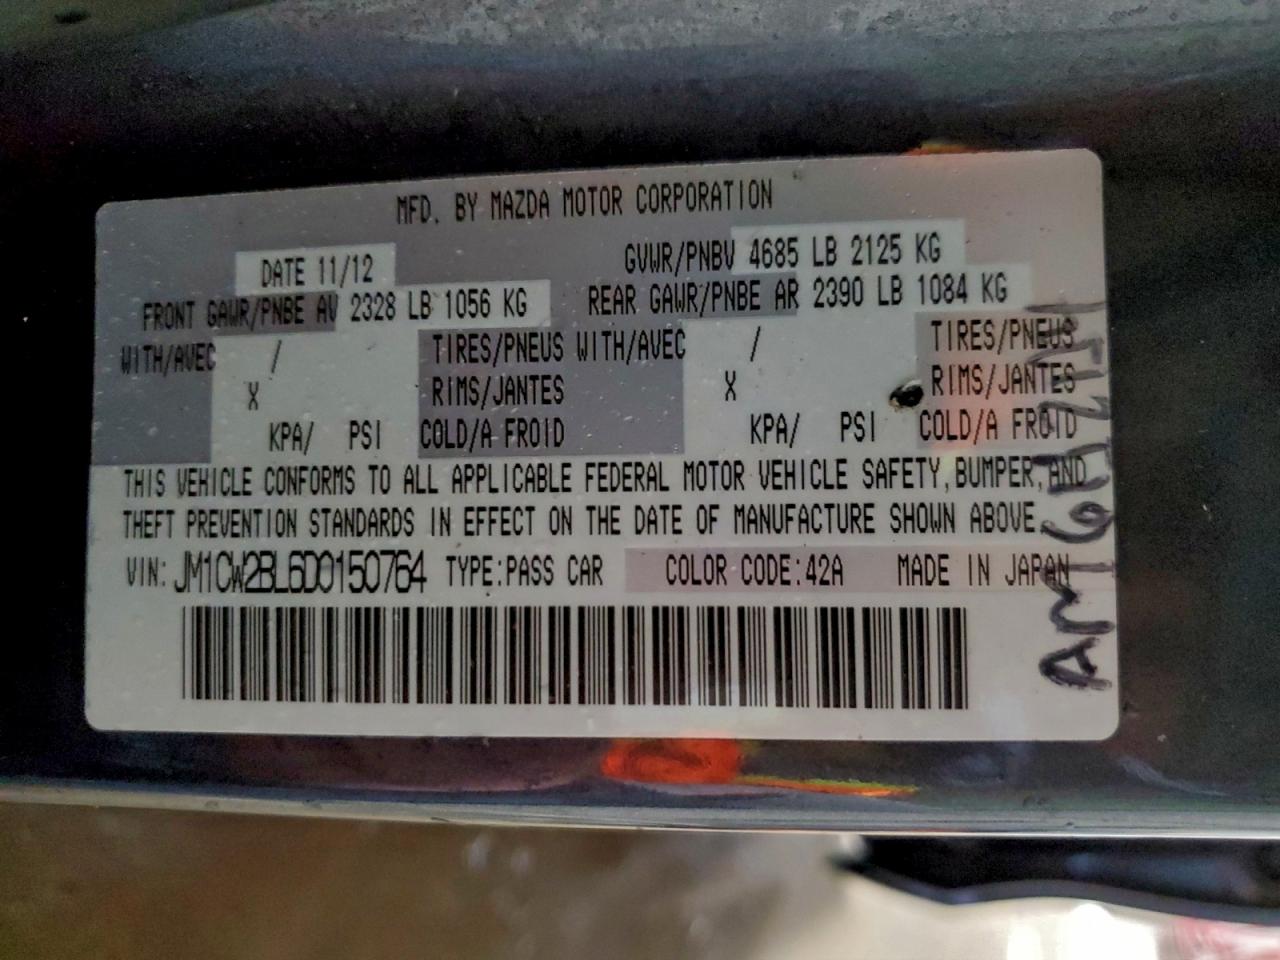 MFD. BY MAZDA MOTOR CORPORATION
DATE 11/12 GVWR/PNBV 4685 LB 2125 KG
FRONT GAWR/PNBE AV 2328 LB 1056 KG REAR GAWR/PNBE AR 2390 LB 1084 KG
WITH/AVEC / TIRES/PNEUS WITH/AVEC / TIRES/PNEUS
X RIMS/JANTES X RIMS/JANTES
KPA/ PSI COLD/A FROID KPA/ PSI COLD/A FROID
THIS VEHICLE CONFORMS TO ALL APPLICABLE FEDERAL MOTOR VEHICLE SAFETY, BUMPER, AND
THEFT PREVENTION STANDARDS IN EFFECT ON THE DATE OF MANUFACTURE SHOWN ABOVE.
VIN: JM1CW2BL6D0150764 TYPE:PASS CAR COLOR CODE:42A MADE IN JAPAN